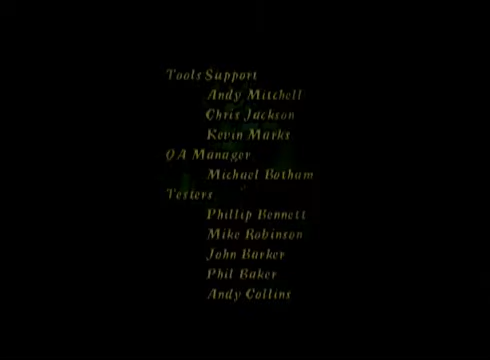 Tools Support
Andy Mitchell
Chris Jackson
Kevin Marks
QA Manager
Michael Botham
Testers
Phillip Bennett
Mike Robinson
John Barker
Phil Baker
Andy Collins